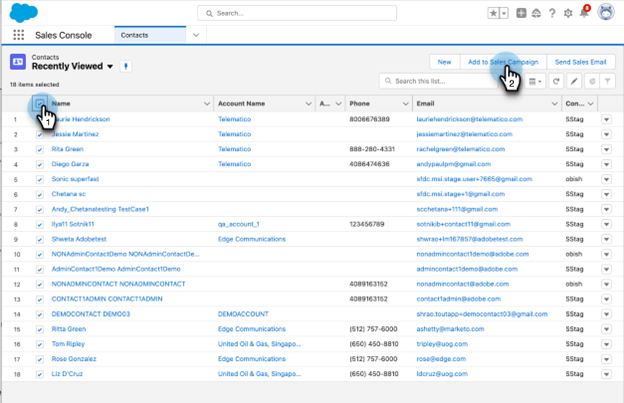 salesforce
Search...
8
Sales Console Contacts
Contacts
Recently Viewed
New Add to Sales Campaign Send Sales Email
18 items selected
Search this list...
Name Account Name A... Phone Email Con...
1 Laurie Hendrickson Telematico 8006676389 lauriehendrickson@telematico.com SStag
2 Jessie Martinez Telematico jessiemartinez@telematico.com SStag
3 Rita Green Telematico 888-280-4331 rachelgreen@telematico.com SStag
4 Diego Garza Telematico 4086474636 andypaulpm@gmail.com SStag
5 Sonic superfast sfdc.msi.stage.user+7665@gmail.com obish
6 Chetana sc sfdc.msi.stage+1@gmail.com SStag
7 Andy_Chetanatesting TestCase1 scchetana+111@gmail.com SStag
8 Ilya11 Sotnik11 qa_account_1 123456789 sotnikib+contact11@gmail.com SStag
9 Shweta Adobetest Edge Communications shwrao+lm167857@adobetest.com SStag
10 NONAdminContactDemo NONAdminContactDe... nonadmincontact1demo@adobe.com obish
11 AdminContact1Demo AdminContact1Demo admincontact1demo@adobe.com SStag
12 NONADMINCONTACT NONADMINCONTACT 4089163152 nonadmincontact@adobe.com obish
13 CONTACT1ADMIN CONTACT1ADMIN 4089163152 contact1admin@adobe.com SStag
14 DEMOCONTACT DEMO03 DEMOACCOUNT shrao.toutapp+democontact03@gmail.com SStag
15 Ritta Green Edge Communications (512) 757-6000 ashetty@marketo.com SStag
16 Tom Ripley United Oil & Gas, Singapo... (650) 450-8810 tripley@uog.com SStag
17 Rose Gonzalez Edge Communications (512) 757-6000 rose@edge.com SStag
18 Liz D'Cruz United Oil & Gas, Singapo... (650) 450-8810 ldcruz@uog.com SStag
1
2